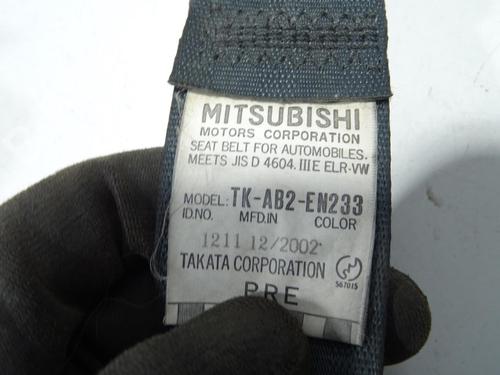 MITSUBISHI
MOTORS CORPORATION
SEAT BELT FOR AUTOMOBILES.
MEETS JIS D 4604. III E ELR-VW
MODEL: TK-AB2-EN233
ID.NO. MFD.IN COLOR
1211 12/2002
TAKATA CORPORATION
567015
PRE